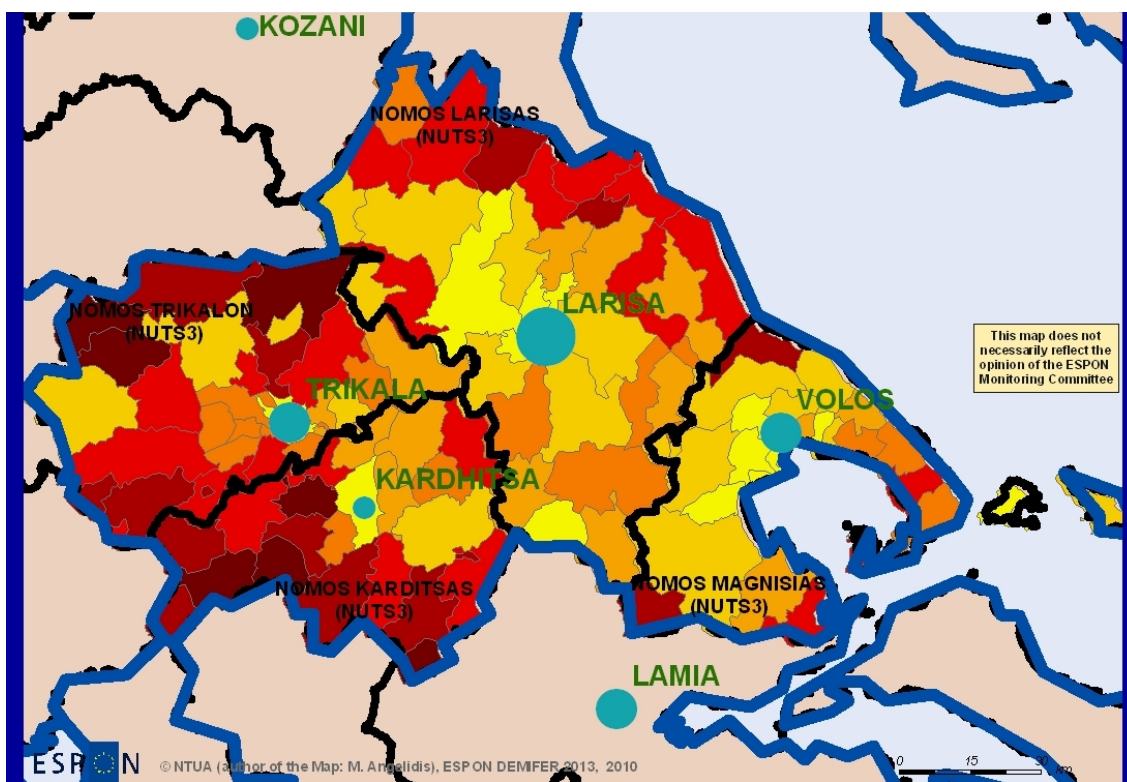 KOZANI
NOMOS LARISAS
(NUTS3)
NOMOS TRIKALON
(NUTS3)
LARISA
This map does not
necessarily reflect the
opinion of the ESPON
Monitoring Committee
TRIKALA
VOLOS
KARDHITSA
NOMOS KARDITSAS
(NUTS3)
NOMOS MAGNISIAS
(NUTS3)
LAMIA
ESPON
© NTUA (author of the Map: M. Angelidis), ESPON DEMIFER 2013, 2010
0 15 30
Km